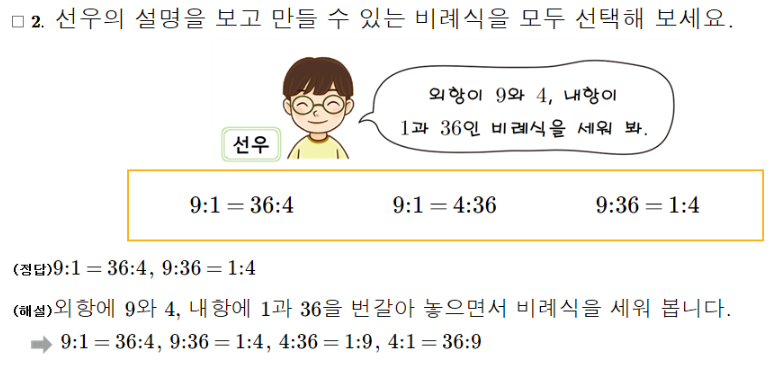 □ 2. 선우의 설명을 보고 만들 수 있는 비례식을 모두 선택해 보세요.
외항이 9와 4, 내항이
1과 36인 비례식을 세워 봐.
선우
9:1=36:4 9:1=4:36 9:36=1:4
(정답)9:1=36:4, 9:36=1:4
(해설)외항에 9와 4, 내항에 1과 36을 번갈아 놓으면서 비례식을 세워 봅니다.
➡ 9:1=36:4, 9:36=1:4, 4:36=1:9, 4:1=36:9